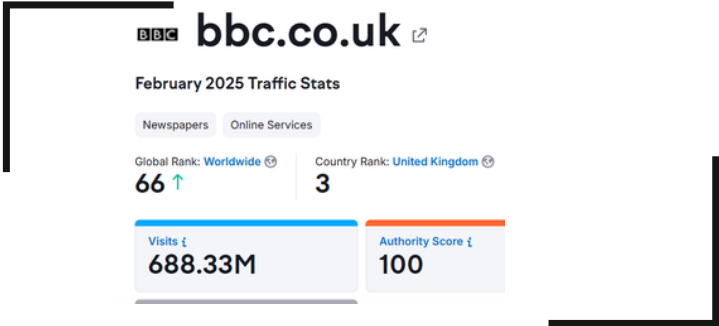 BBC bbc.co.uk
February 2025 Traffic Stats
Newspapers Online Services
Global Rank: Worldwide Country Rank: United Kingdom
66 ↑ 3
Visits i Authority Score i
688.33M 100